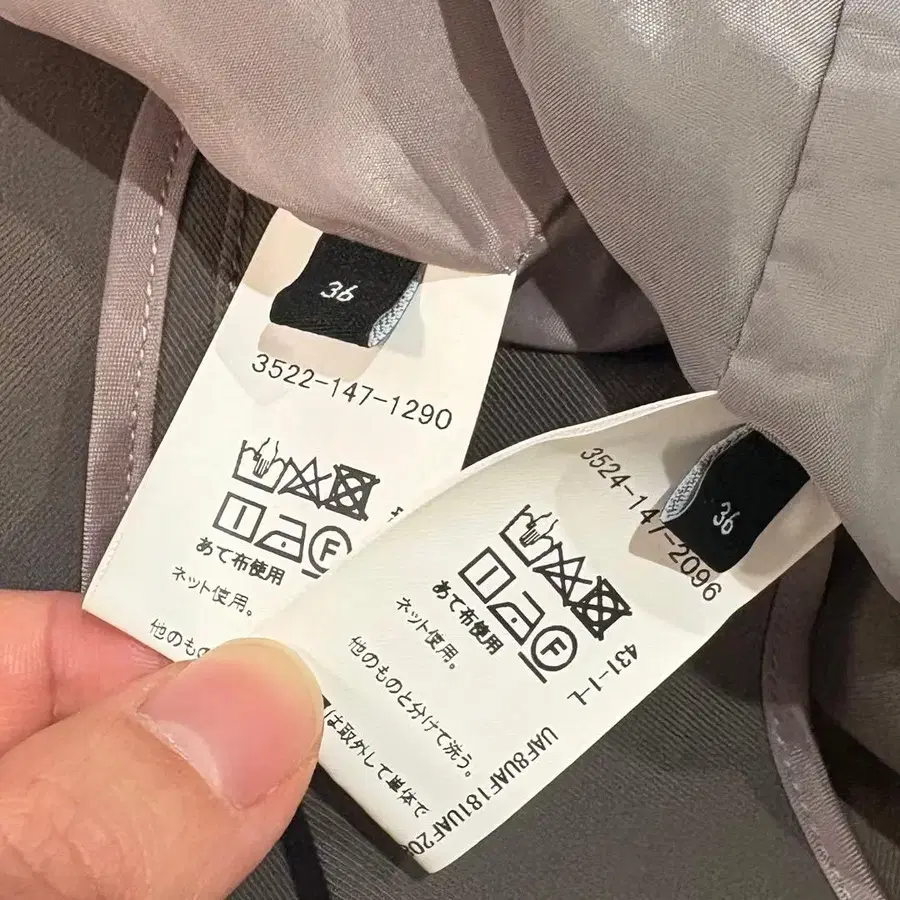 36
3522-147-1290
F
あて布使用
ネット使用。
他のもの
36
3524-147-2096
F
あて布使用
ネット使用。
他のものと分けて洗う。
は取外して単体で
431-1-L
UAF8UAF181UAF20